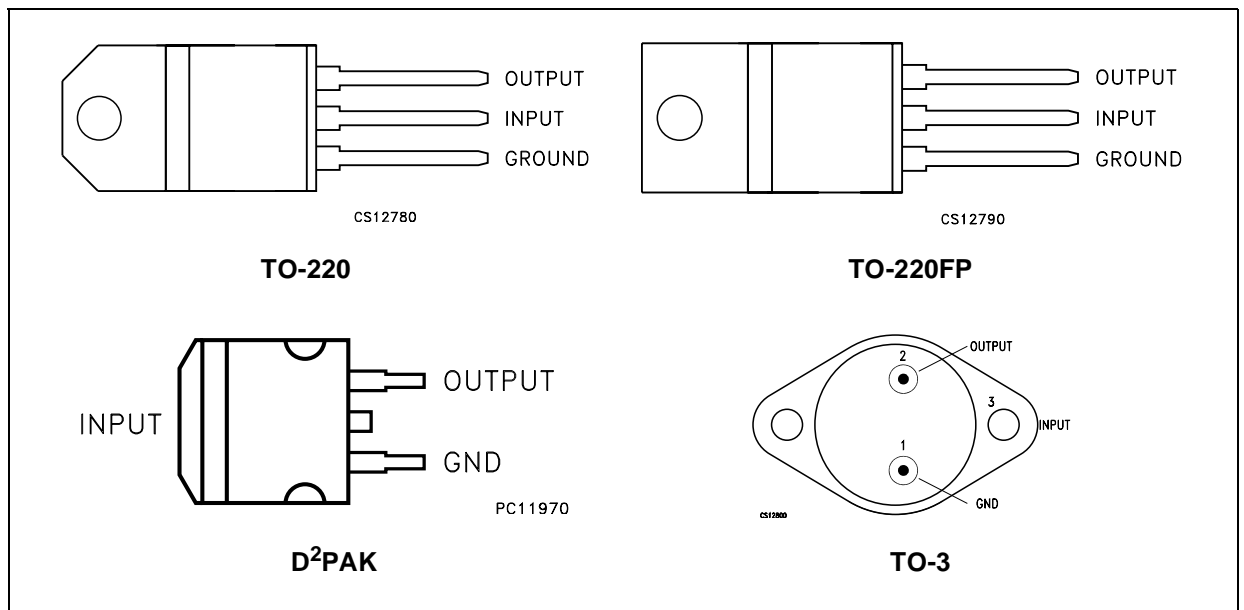 OUTPUT
INPUT
GROUND
CS12780
TO-220
OUTPUT
INPUT
GROUND
CS12790
TO-220FP
INPUT
OUTPUT
GND
PC11970
D²PAK
2
OUTPUT
3
INPUT
1
GND
CS12800
TO-3